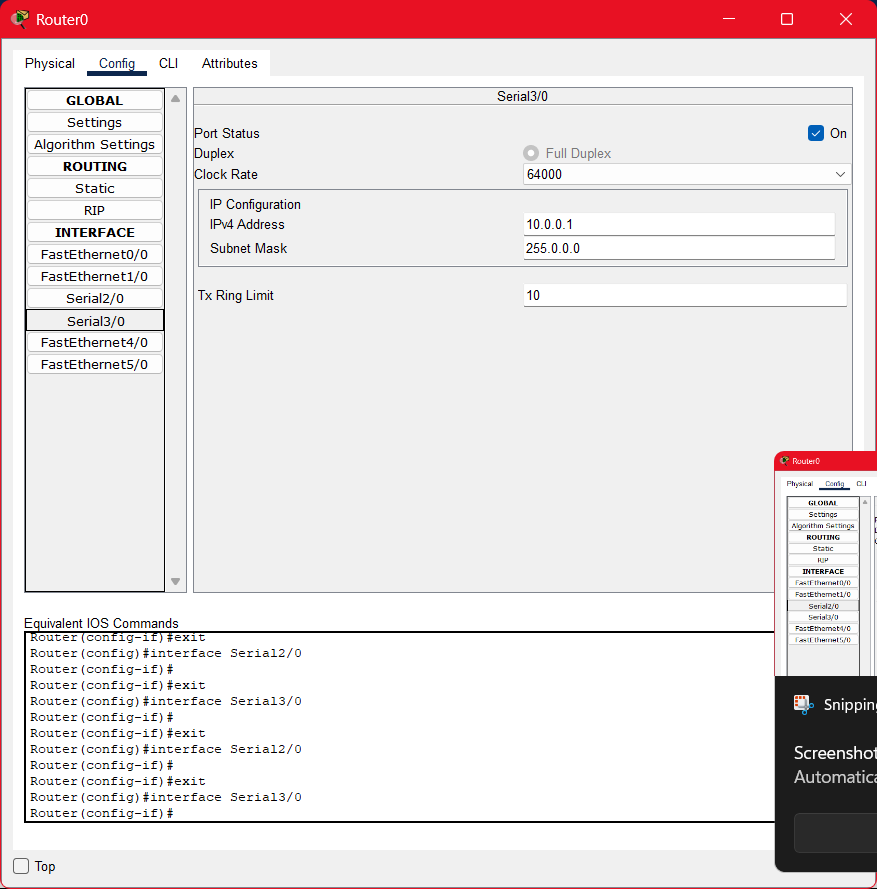 Router0
Physical Config CLI Attributes
GLOBAL
Settings
Algorithm Settings
ROUTING
Static
RIP
INTERFACE
FastEthernet0/0
FastEthernet1/0
Serial2/0
Serial3/0
FastEthernet4/0
FastEthernet5/0
Serial3/0
Port Status On
Duplex Full Duplex
Clock Rate 64000
IP Configuration
IPv4 Address 10.0.0.1
Subnet Mask 255.0.0.0
Tx Ring Limit 10
Equivalent IOS Commands
Router(config-if)#exit
Router(config)#interface Serial2/0
Router(config-if)#
Router(config-if)#exit
Router(config)#interface Serial3/0
Router(config-if)#
Router(config-if)#exit
Router(config)#interface Serial2/0
Router(config-if)#
Router(config-if)#exit
Router(config)#interface Serial3/0
Router(config-if)#
Top
Router0
Physical Config CLI
GLOBAL
Settings
Algorithm Settings
ROUTING
Static
RIP
INTERFACE
FastEthernet0/0
FastEthernet1/0
Serial2/0
Serial3/0
FastEthernet4/0
FastEthernet5/0
Snipping
Screenshot
Automatica